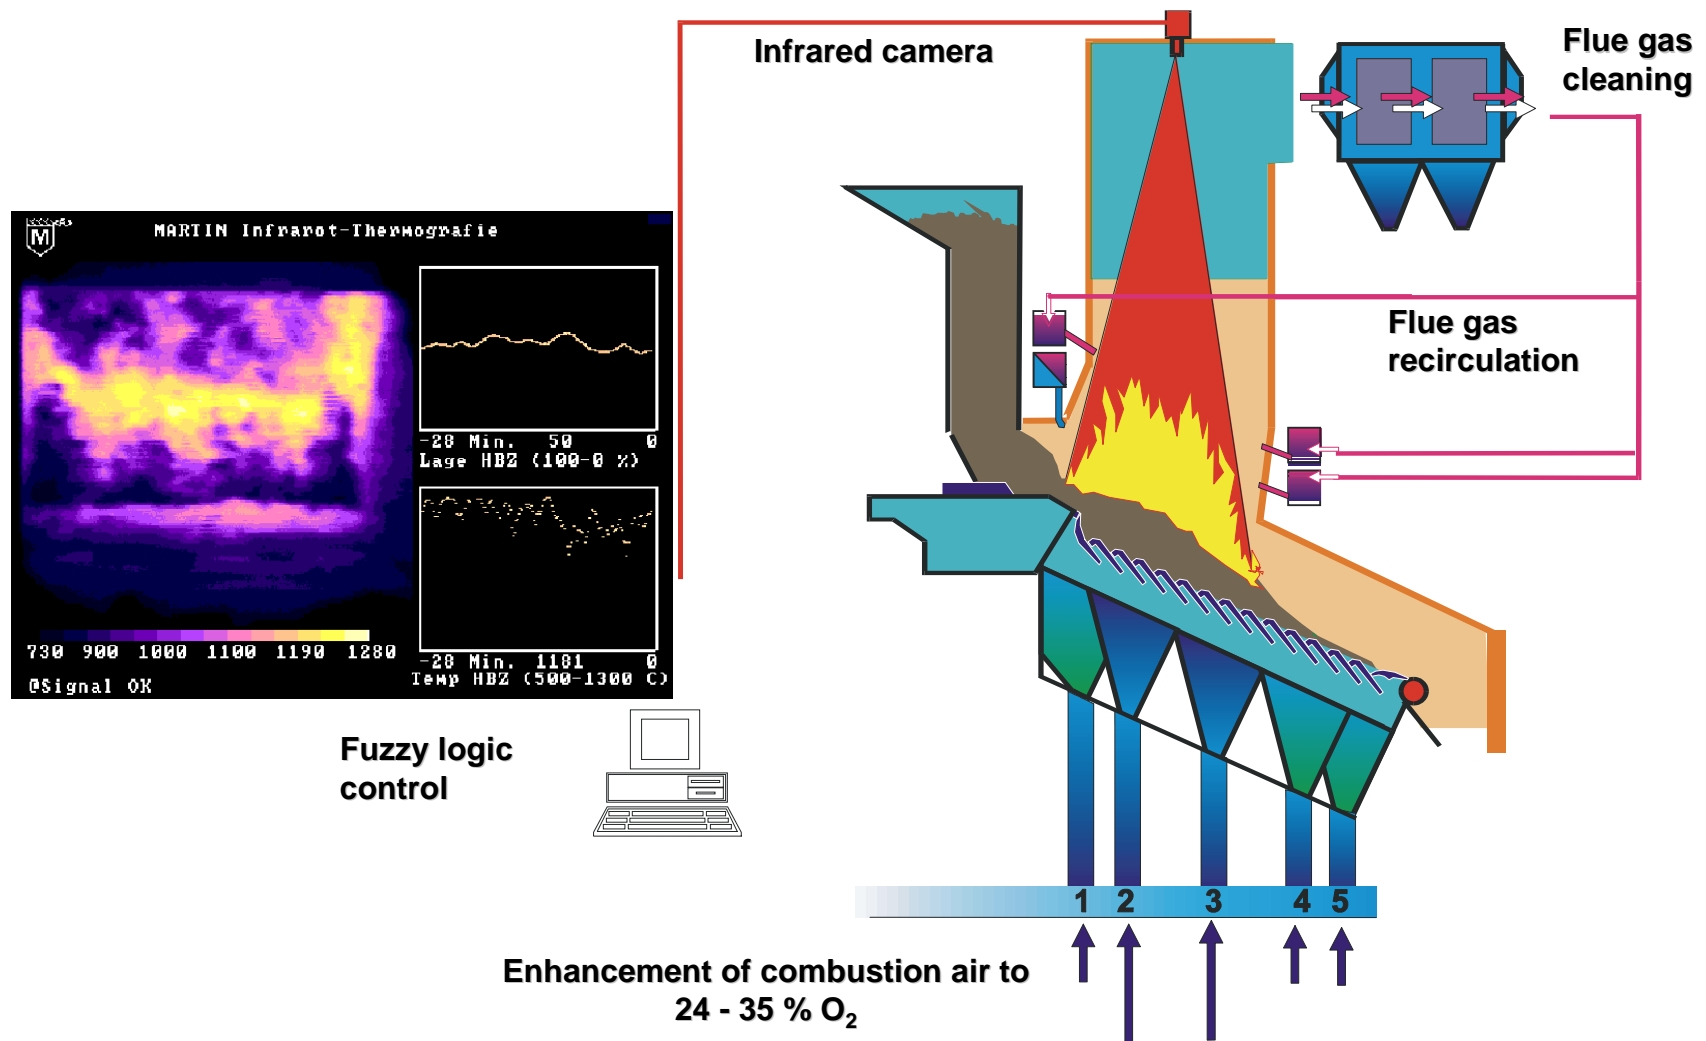 Infrared camera
Flue gas
cleaning
M
MARTIN Infrarot-Thermografie
-28 Min. 50 0
Lage HBZ (100-0 %)
-28 Min. 1181 0
Temp HBZ (500-1300 C)
730 900 1000 1100 1190 1280
@Signal OK
Flue gas
recirculation
Fuzzy logic
control
1 2 3 4 5
Enhancement of combustion air to
24 - 35 % O₂